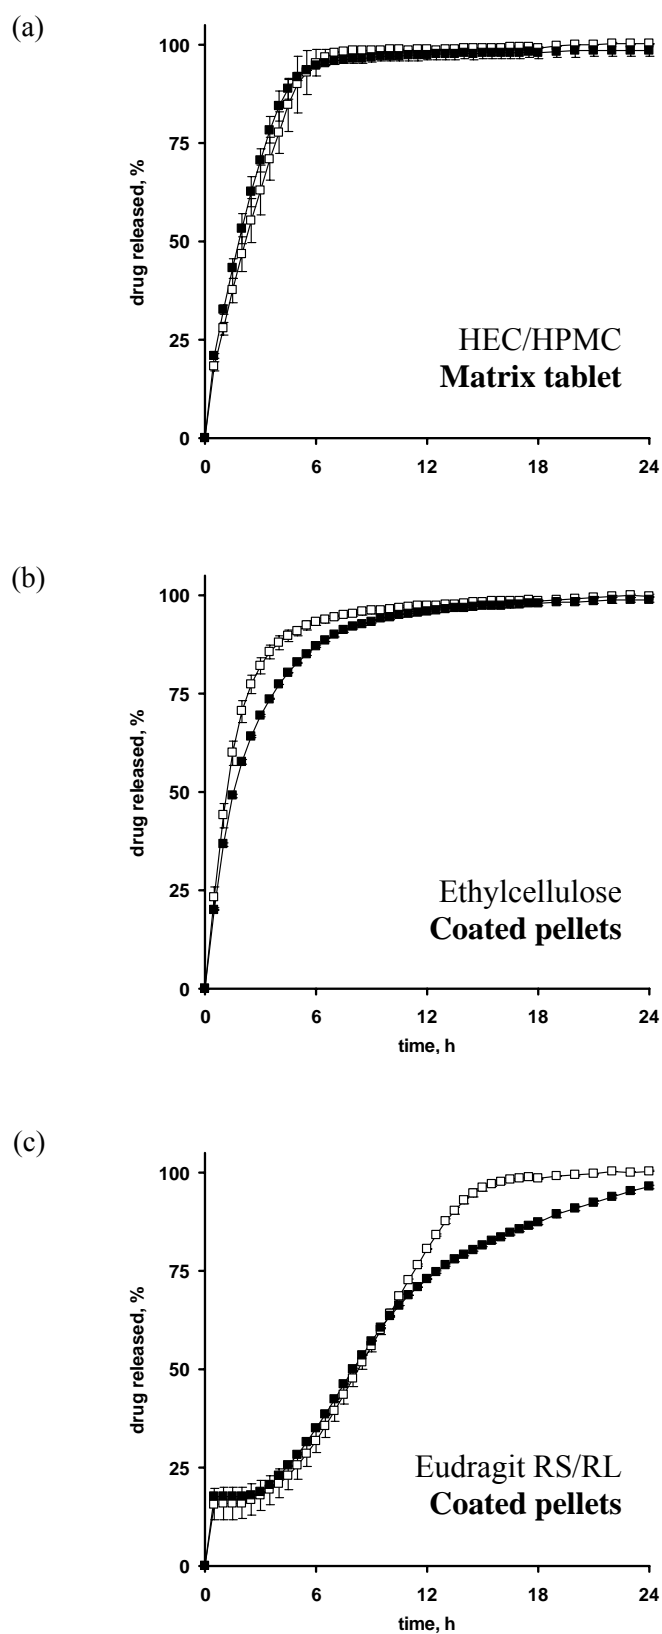 (a)
100
75
50
25
0
drug released, %
HEC/HPMC
Matrix tablet
0 6 12 18 24
(b)
100
75
50
25
0
drug released, %
Ethylcellulose
Coated pellets
0 6 12 18 24
time, h
(c)
100
75
50
25
0
drug released, %
Eudragit RS/RL
Coated pellets
0 6 12 18 24
time, h